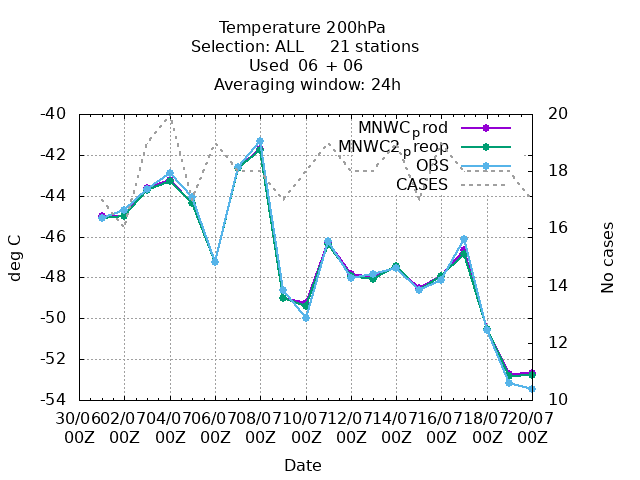 Temperature 200hPa
Selection: ALL 21 stations
Used 06 + 06
Averaging window: 24h
-40
-42
-44
-46
-48
-50
-52
-54
20
18
16
14
12
10
MNWC_prod
MNWC2_preop
OBS
CASES
deg C
No cases
30/06 02/07 04/07 06/07 08/07 10/07 12/07 14/07 16/07 18/07 20/07
00Z 00Z 00Z 00Z 00Z 00Z 00Z 00Z 00Z 00Z 00Z
Date